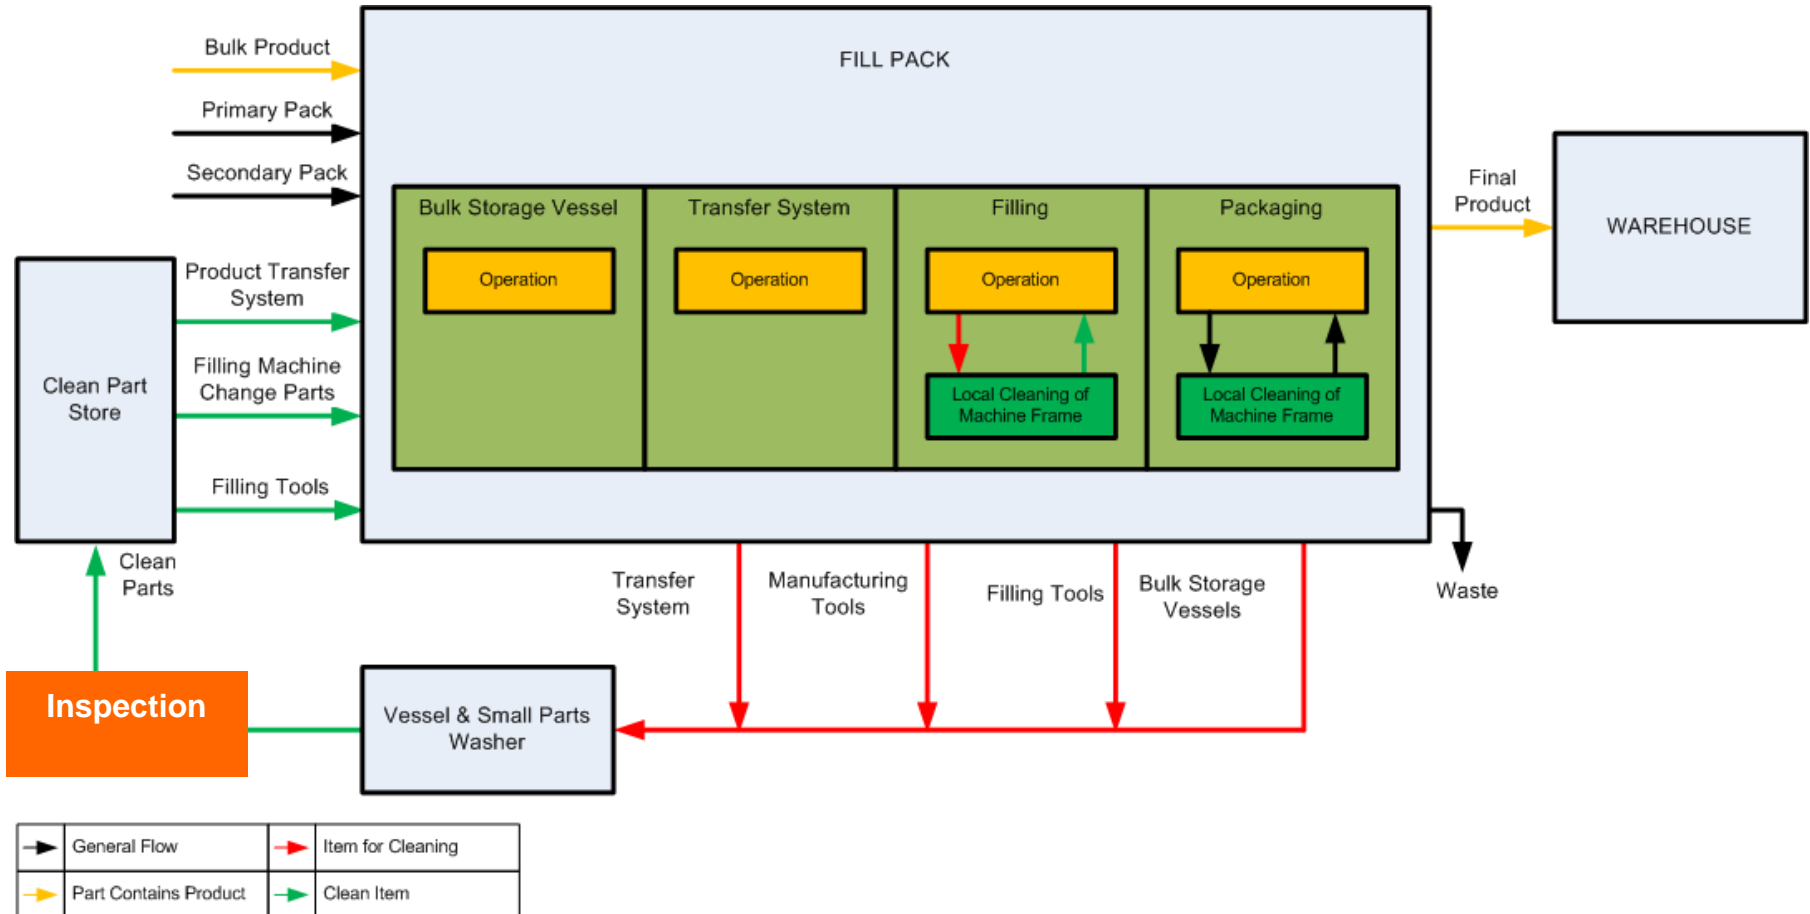 FILL PACK
Bulk Product
Primary Pack
Secondary Pack
Bulk Storage Vessel
Transfer System
Filling
Packaging
Operation
Operation
Operation
Operation
Local Cleaning of
Machine Frame
Local Cleaning of
Machine Frame
Final
Product
WAREHOUSE
Product Transfer
System
Filling Machine
Change Parts
Filling Tools
Clean Part
Store
Clean
Parts
Transfer
System
Manufacturing
Tools
Filling Tools
Bulk Storage
Vessels
Waste
Inspection
Vessel & Small Parts
Washer
General Flow
Item for Cleaning
Part Contains Product
Clean Item